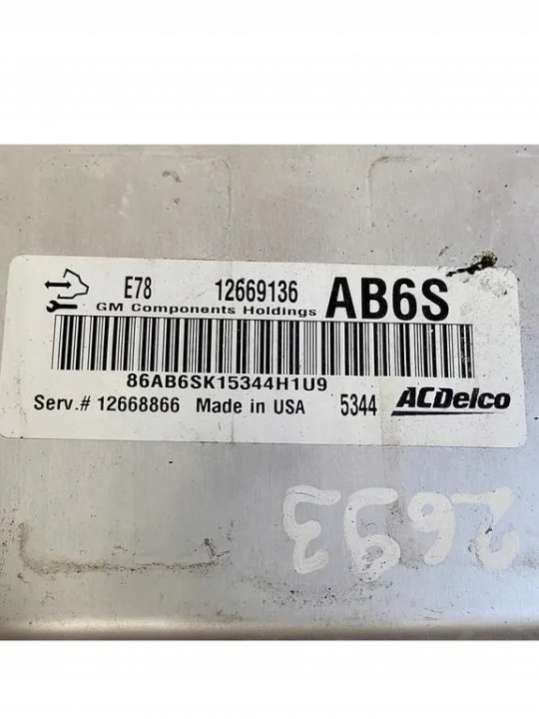 E78 12669136 AB6S
GM Components Holdings
86AB6SK15344H1U9
Serv.# 12668866 Made in USA 5344 ACDelco
2693